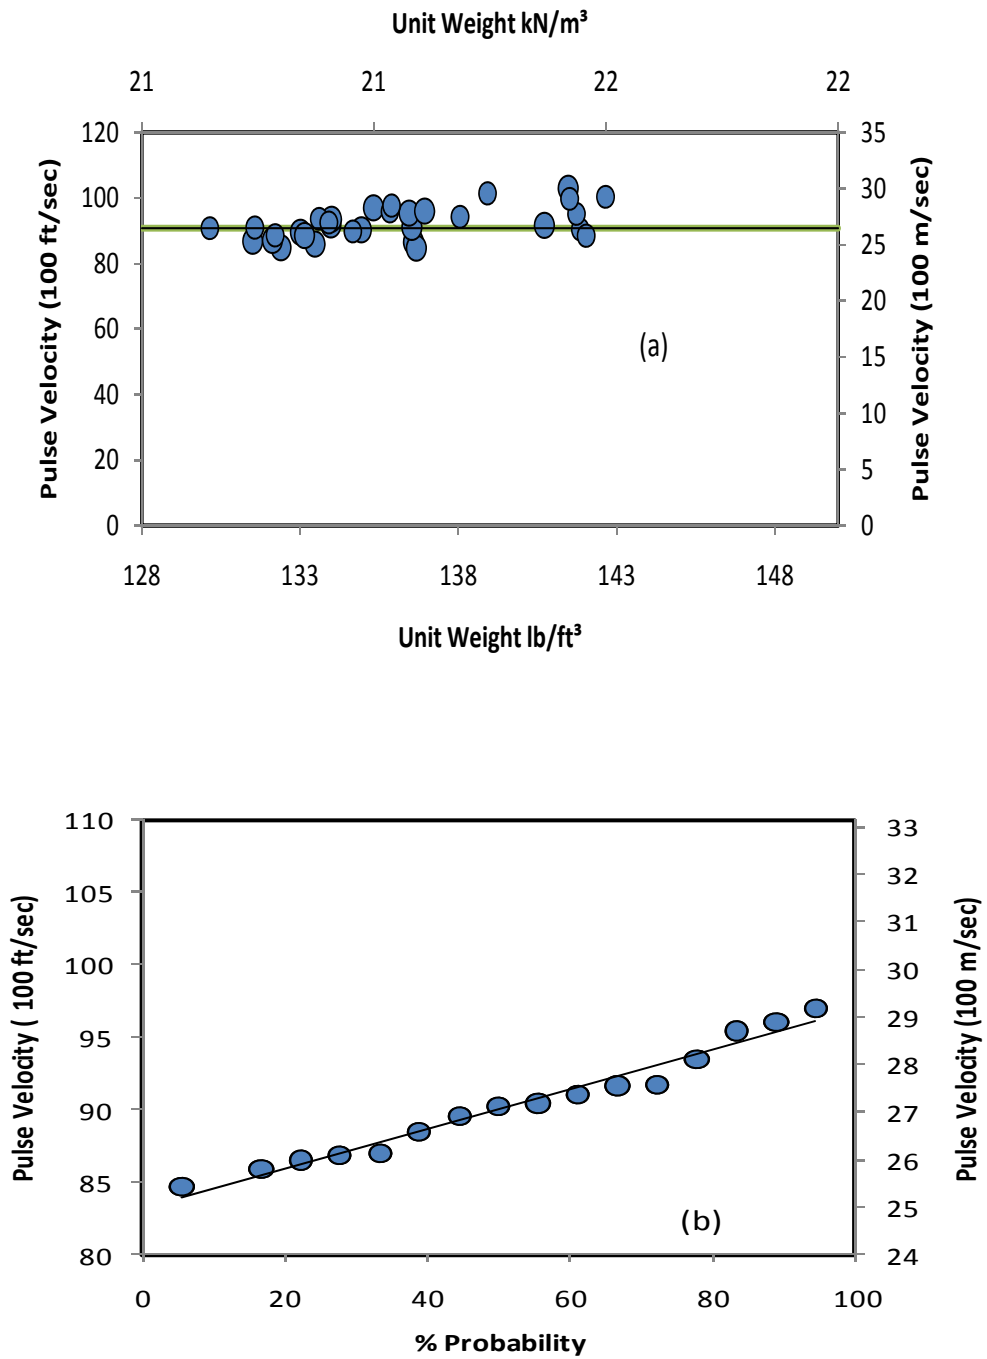 Unit Weight kN/m³
21 21 22 22
120 35
100 30
80 25
60 20
40 15
20 10
0 5
0
Pulse Velocity (100 ft/sec)
Pulse Velocity (100 m/sec)
(a)
128 133 138 143 148
Unit Weight lb/ft³
110 33
105 32
100 31
95 30
90 29
85 28
80 27
26
25
24
Pulse Velocity ( 100 ft/sec)
Pulse Velocity (100 m/sec)
(b)
0 20 40 60 80 100
% Probability